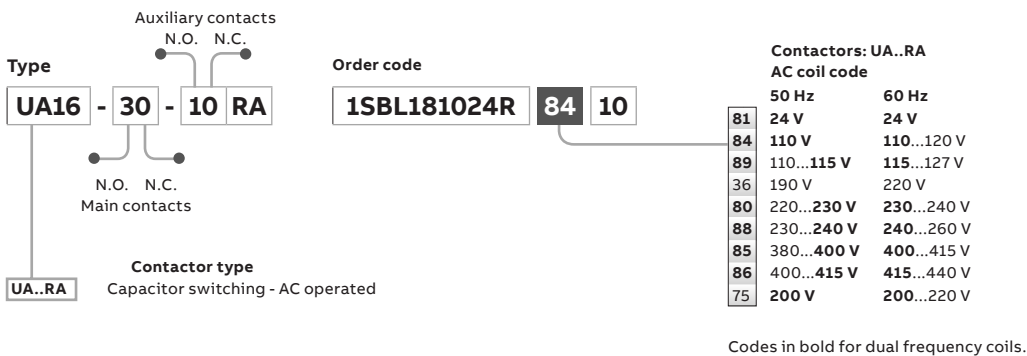 Auxiliary contacts
N.O. N.C.
Type
UA16 - 30 - 10 RA
N.O. N.C.
Main contacts
Contactor type
UA..RA Capacitor switching - AC operated
Order code
1SBL181024R 84 10
Contactors: UA..RA
AC coil code
50 Hz 60 Hz
81 24 V 24 V
84 110 V 110...120 V
89 110...115 V 115...127 V
36 190 V 220 V
80 220...230 V 230...240 V
88 230...240 V 240...260 V
85 380...400 V 400...415 V
86 400...415 V 415...440 V
75 200 V 200...220 V
Codes in bold for dual frequency coils.